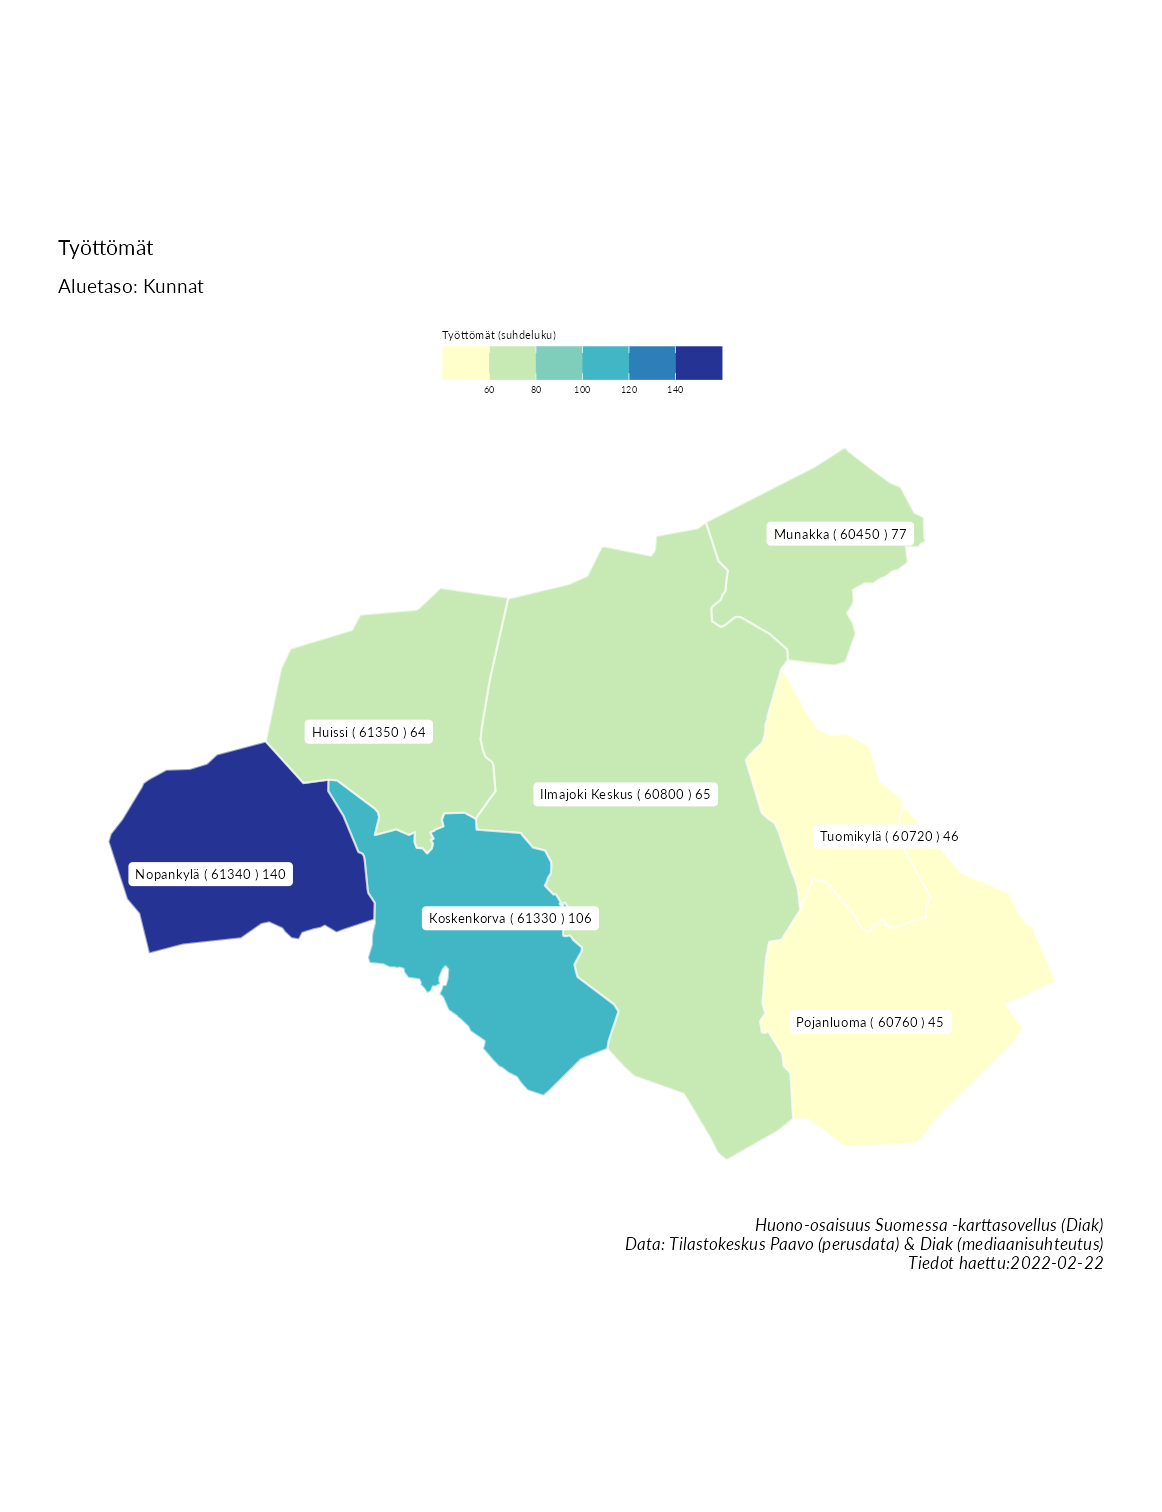 Työttömät
Aluetaso: Kunnat
Työttömät (suhdeluku)
60 80 100 120 140
Munakka ( 60450 ) 77
Huissi ( 61350 ) 64
Ilmajoki Keskus ( 60800 ) 65
Tuomikylä ( 60720 ) 46
Nopankylä ( 61340 ) 140
Koskenkorva ( 61330 ) 106
Pojanluoma ( 60760 ) 45
Huono-osaisuus Suomessa -karttasovellus (Diak)
Data: Tilastokeskus Paavo (perusdata) & Diak (mediaanisuhteutus)
Tiedot haettu:2022-02-22